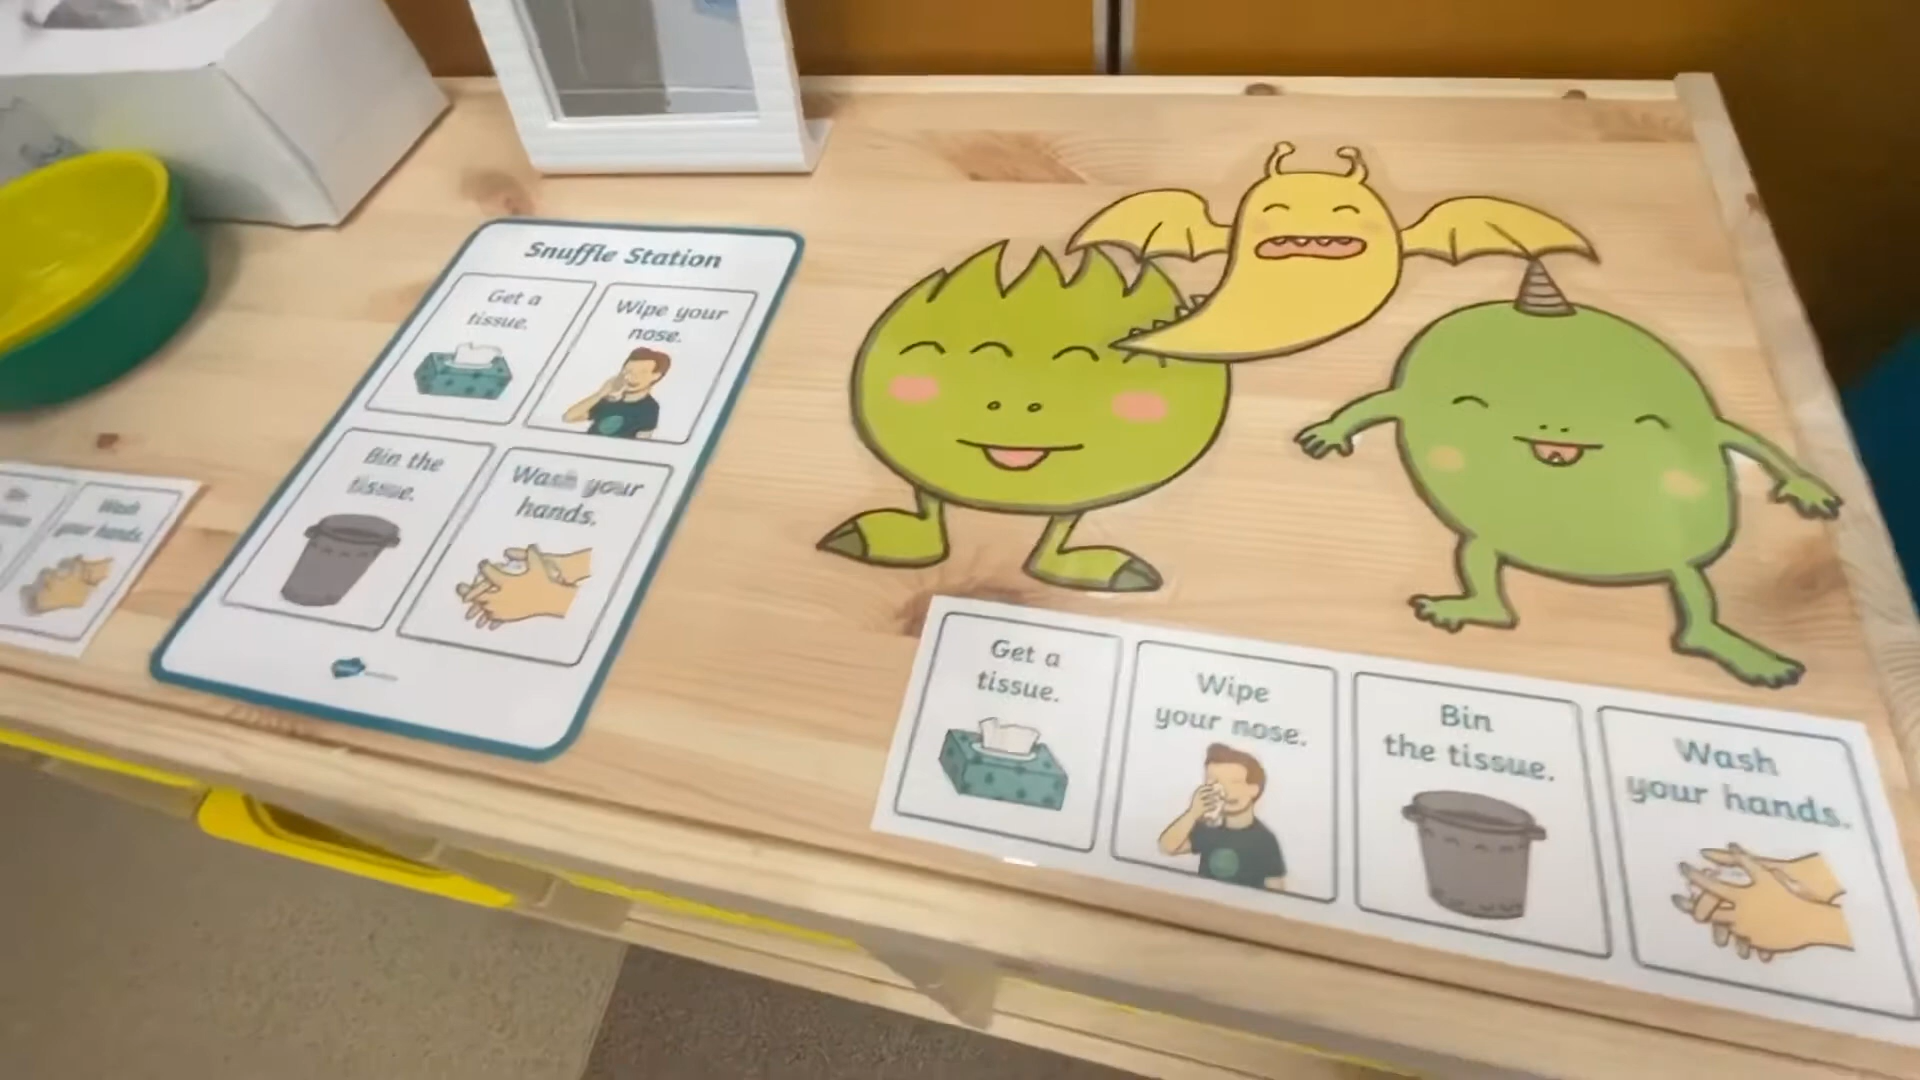 Snuffle Station
Get a
tissue.
Wipe your
nose.
Bin the
tissue.
Wash your
hands.
Wash
your hands.
Get a
tissue.
Wipe
your nose.
Bin
the tissue.
Wash
your hands.